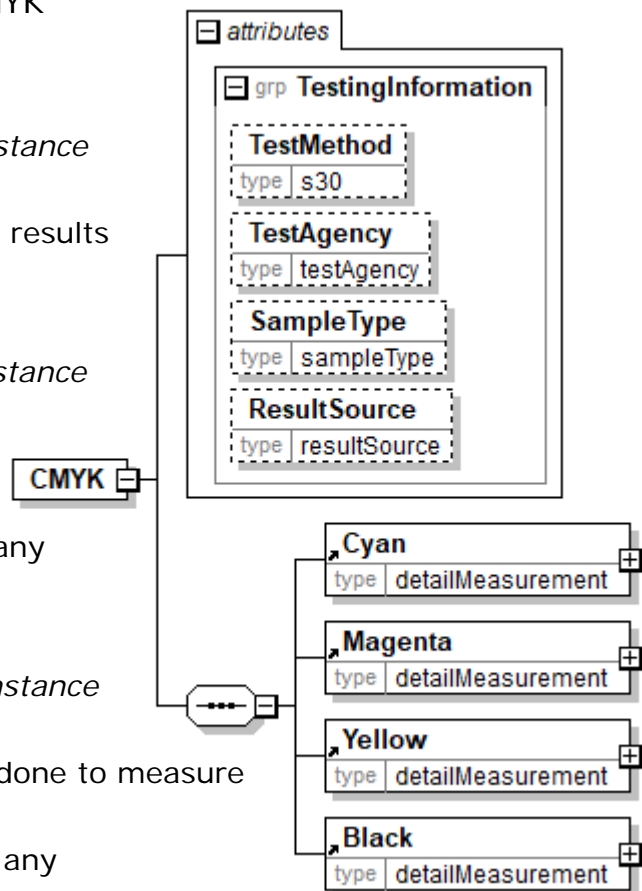 MYK
stance
results
stance
any
nstance
done to measure
any
attributes
grp TestingInformation
TestMethod
type s30
TestAgency
type testAgency
SampleType
type sampleType
ResultSource
type resultSource
CMYK
Cyan
type detailMeasurement
Magenta
type detailMeasurement
Yellow
type detailMeasurement
Black
type detailMeasurement